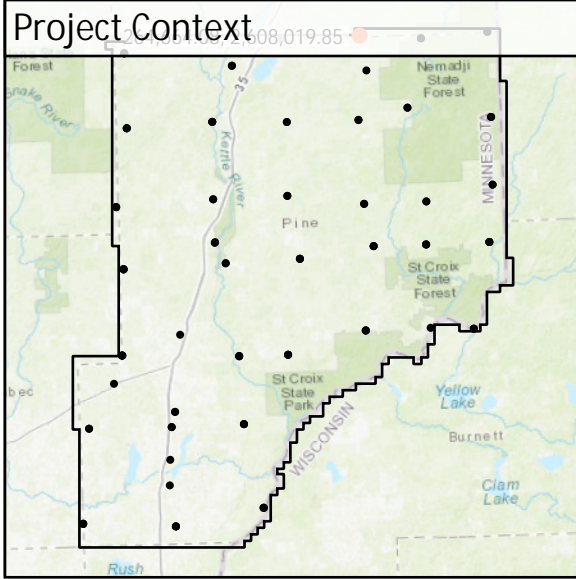 Project Context
Forest
Nemadji
State
Forest
Snake River
35
Kettle River
MINNESOTA
Pine
St Croix
State
Forest
St Croix
State
Park
bec
Yellow
Lake
WISCONSIN
Burnett
Clam
Lake
Rush